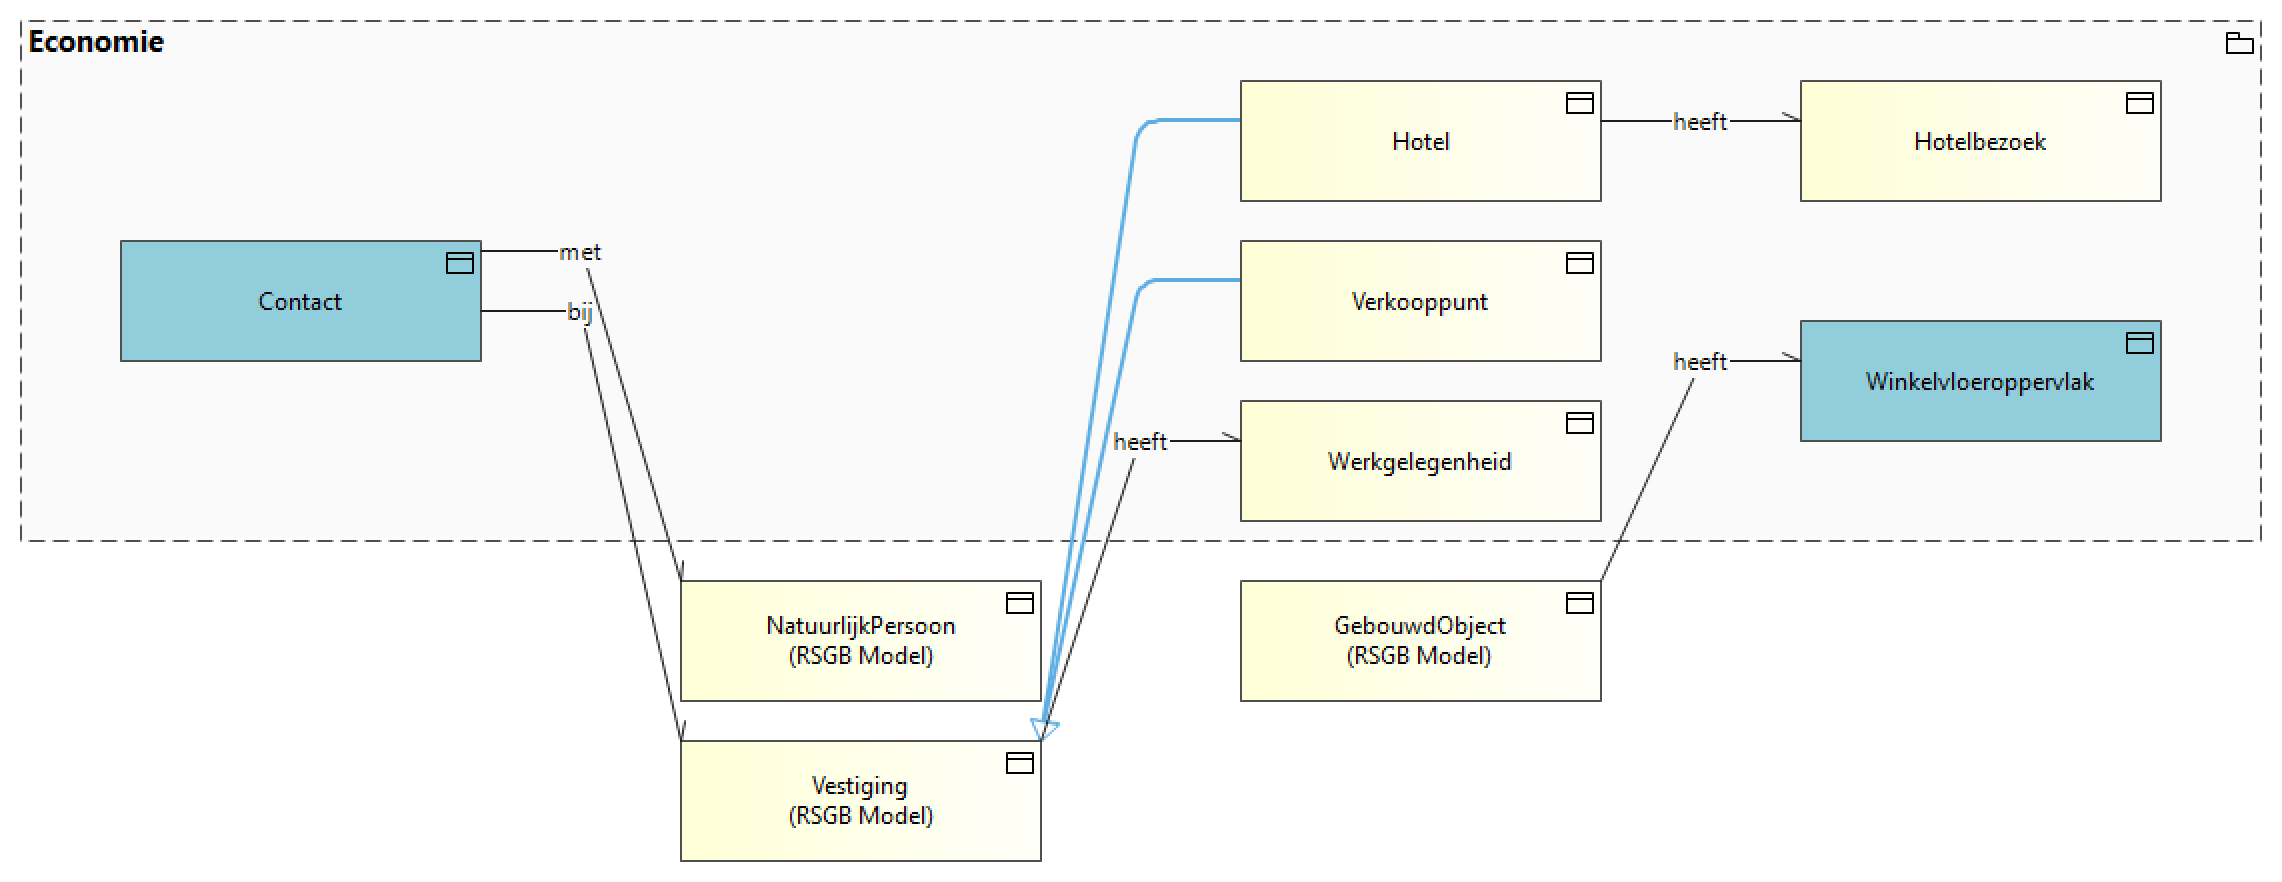 Economie
Hotel
heeft
Hotelbezoek
met
Contact
bij
Verkooppunt
heeft
Winkelvloeroppervlak
heeft
Werkgelegenheid
NatuurlijkPersoon
(RSGB Model)
GebouwdObject
(RSGB Model)
Vestiging
(RSGB Model)